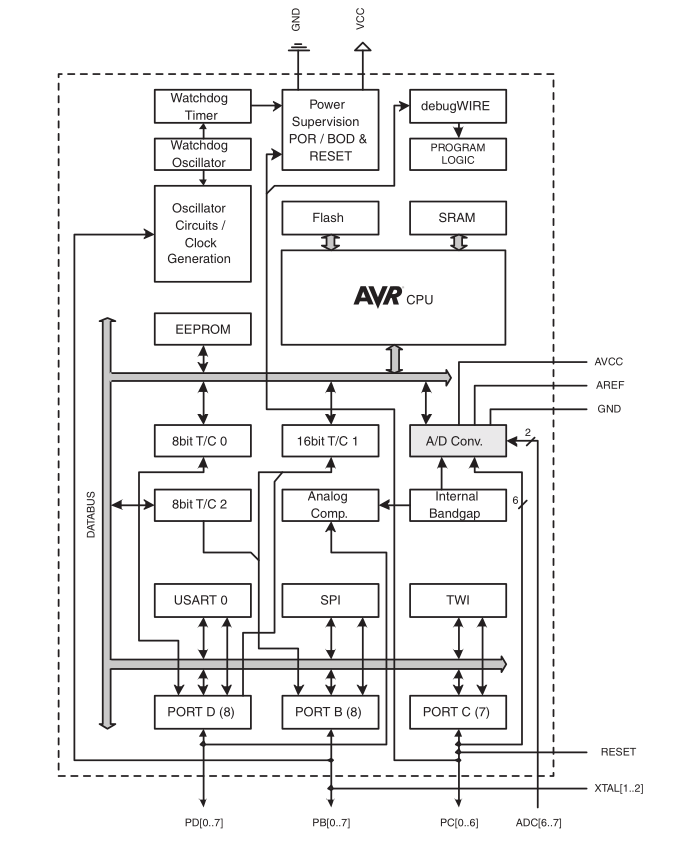 GND
VCC
Watchdog
Timer
Power
Supervision
POR / BOD &
RESET
debugWIRE
Watchdog
Oscillator
PROGRAM
LOGIC
Oscillator
Circuits /
Clock
Generation
Flash
SRAM
AVR CPU
EEPROM
AVCC
AREF
GND
8bit T/C 0
16bit T/C 1
A/D Conv.
2
DATABUS
8bit T/C 2
Analog
Comp.
Internal
Bandgap
6
USART 0
SPI
TWI
PORT D (8)
PORT B (8)
PORT C (7)
RESET
XTAL[1..2]
PD[0..7]
PB[0..7]
PC[0..6]
ADC[6..7]